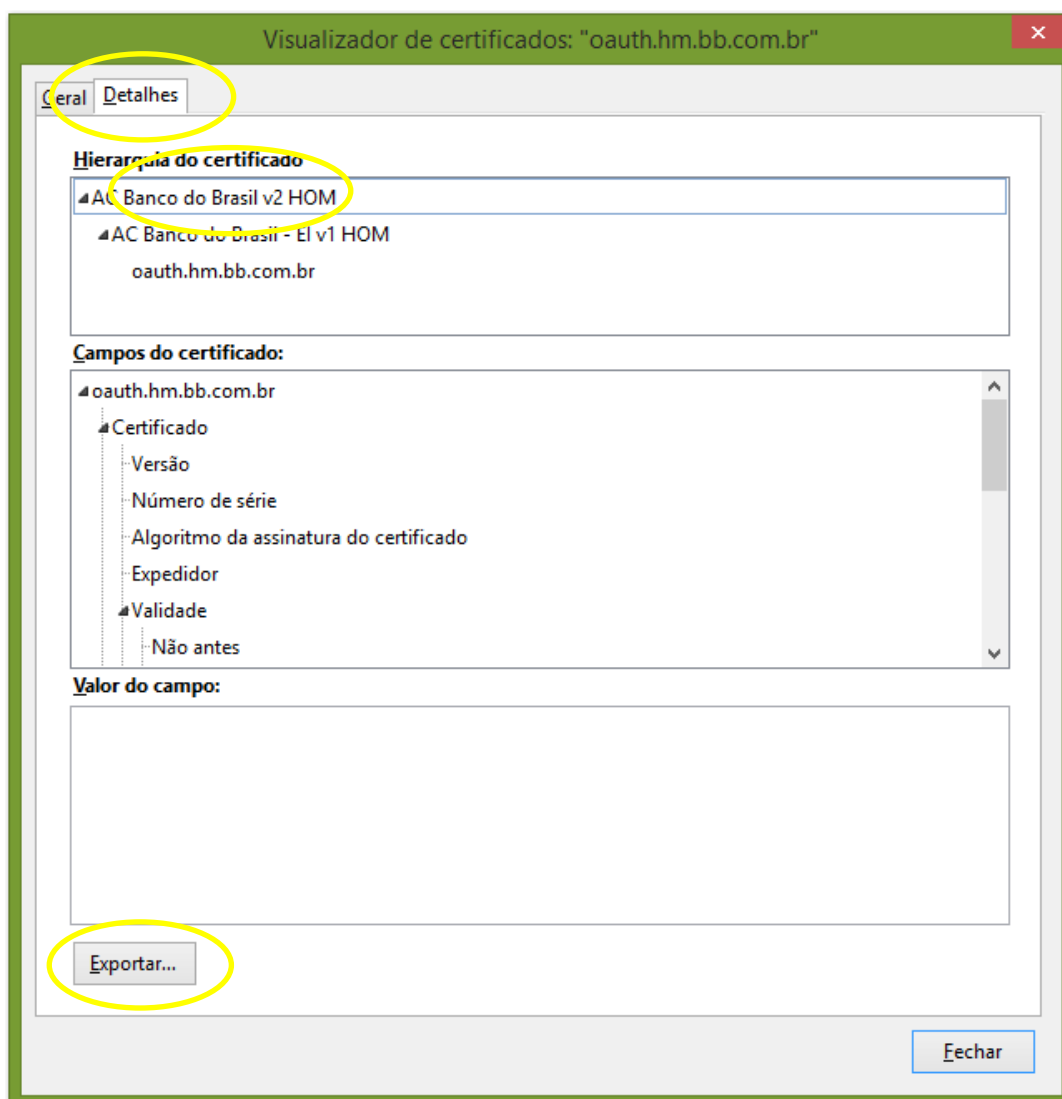 Visualizador de certificados: "oauth.hm.bb.com.br"
Geral Detalhes
Hierarquia do certificado
AC Banco do Brasil v2 HOM
AC Banco do Brasil - EI v1 HOM
oauth.hm.bb.com.br
Campos do certificado:
oauth.hm.bb.com.br
Certificado
Versão
Número de série
Algoritmo da assinatura do certificado
Expedidor
Validade
Não antes
Valor do campo:
Exportar...
Fechar